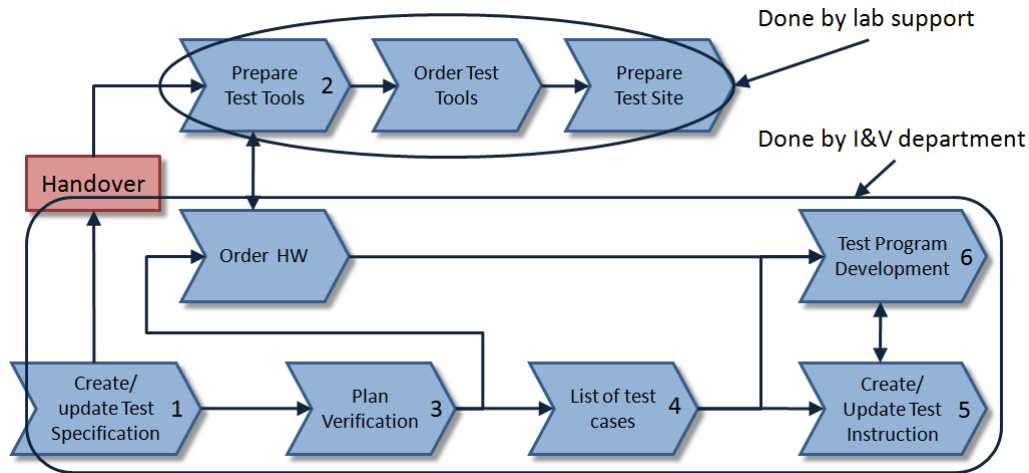 Done by lab support
Prepare
Test Tools
2
Order Test
Tools
Prepare
Test Site
Done by I&V department
Handover
Order HW
Test Program
Development
6
Create/
update Test
Specification
1
Plan
Verification
3
List of test
cases
4
Create/
Update Test
Instruction
5